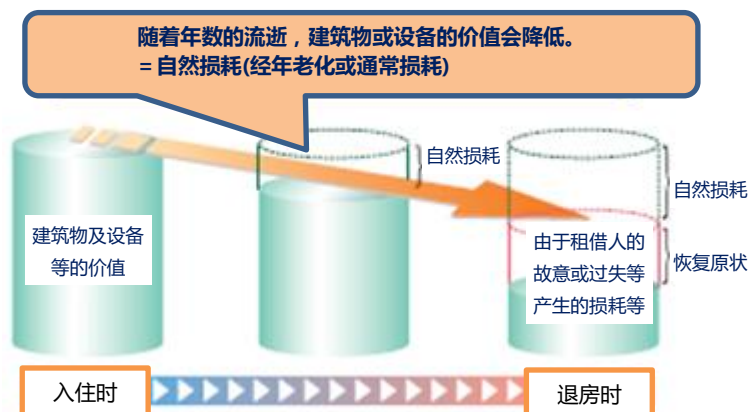 随着年数的流逝，建筑物或设备的价值会降低。
＝自然损耗(经年老化或通常损耗)
自然损耗
自然损耗
建筑物及设备
等的价值
由于租借人的
故意或过失等
产生的损耗等
恢复原状
入住时
退房时